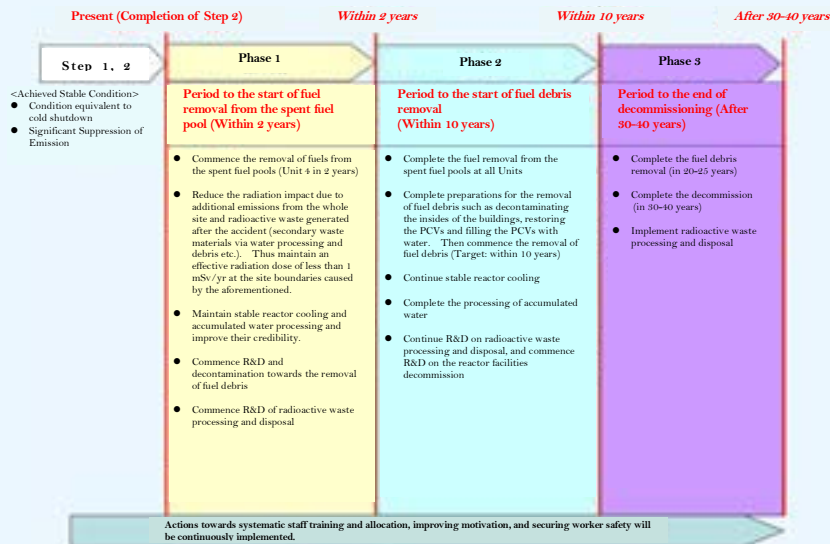 Present (Completion of Step 2)
Within 2 years
Within 10 years
After 30-40 years
Step 1, 2
Phase 1
Phase 2
Phase 3
<Achieved Stable Condition>
● Condition equivalent to
cold shutdown
● Significant Suppression of
Emission
Period to the start of fuel
removal from the spent fuel
pool (Within 2 years)
● Commence the removal of fuels from
the spent fuel pools (Unit 4 in 2 years)
● Reduce the radiation impact due to
additional emissions from the whole
site and radioactive waste generated
after the accident (secondary waste
materials via water processing and
debris etc.). Thus maintain an
effective radiation dose of less than 1
mSv/yr at the site boundaries caused
by the aforementioned.
● Maintain stable reactor cooling and
accumulated water processing and
improve their credibility.
● Commence R&D and
decontamination towards the removal
of fuel debris
● Commence R&D of radioactive waste
processing and disposal
Period to the start of fuel debris
removal
(Within 10 years)
● Complete the fuel removal from the
spent fuel pools at all Units
● Complete preparations for the removal
of fuel debris such as decontaminating
the insides of the buildings, restoring
the PCVs and filling the PCVs with
water. Then commence the removal of
fuel debris (Target: within 10 years)
● Continue stable reactor cooling
● Complete the processing of accumulated
water
● Continue R&D on radioactive waste
processing and disposal, and commence
R&D on the reactor facilities
decommission
Period to the end of
decommissioning (After
30-40 years)
● Complete the fuel debris
removal (in 20-25 years)
● Complete the decommission
(in 30-40 years)
● Implement radioactive waste
processing and disposal
Actions towards systematic staff training and allocation, improving motivation, and securing worker safety will
be continuously implemented.